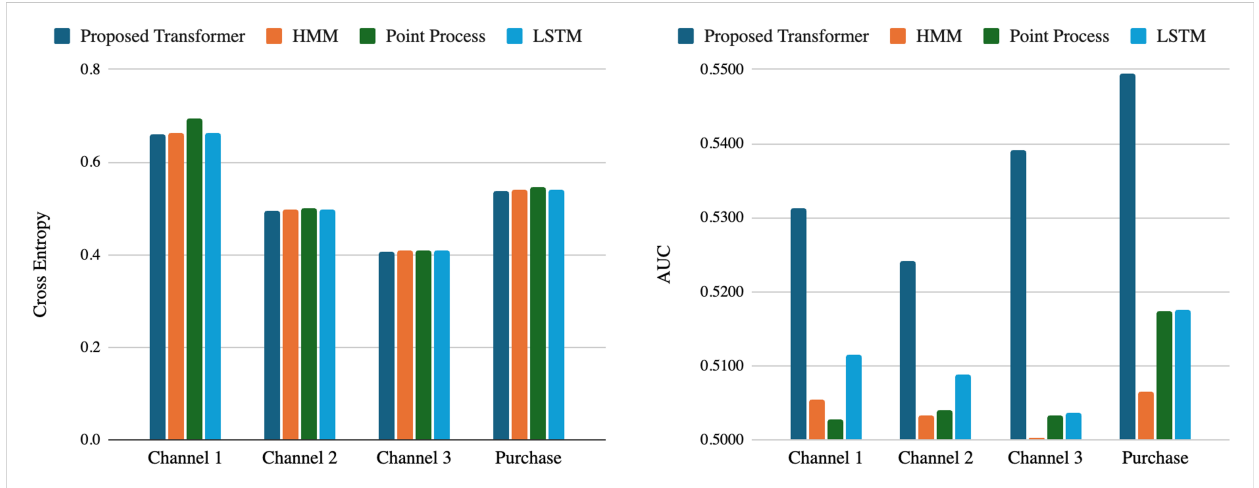 Proposed Transformer HMM Point Process LSTM
0.8
0.6
0.4
0.2
0.0
Cross Entropy
Channel 1 Channel 2 Channel 3 Purchase
Proposed Transformer HMM Point Process LSTM
0.5500
0.5400
0.5300
0.5200
0.5100
0.5000
AUC
Channel 1 Channel 2 Channel 3 Purchase